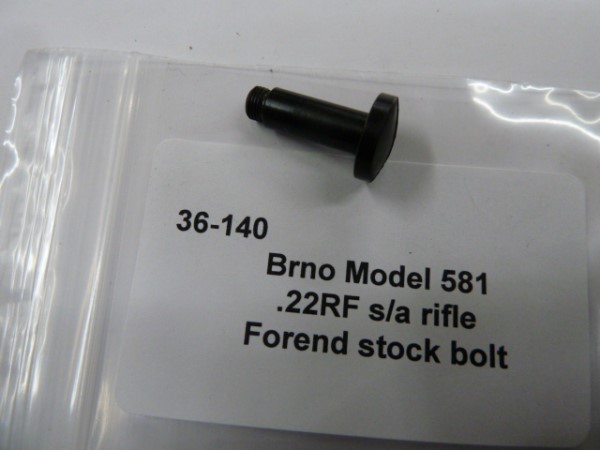 36-140
Brno Model 581
.22RF s/a rifle
Forend stock bolt